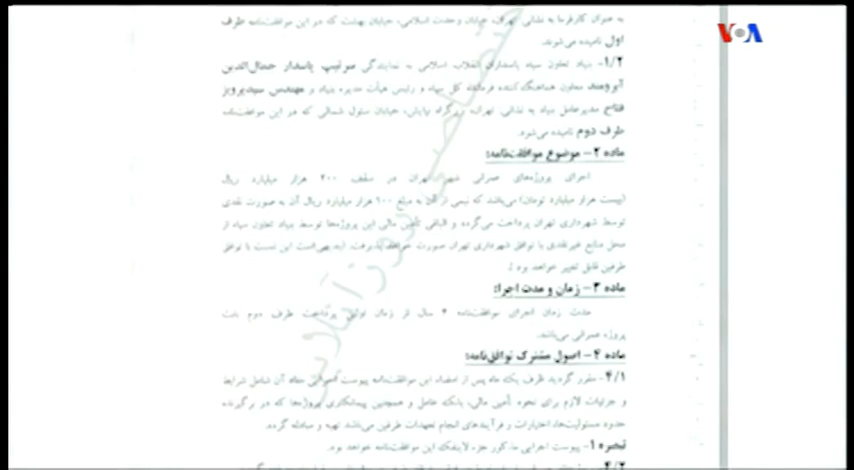 VOA
به عنوان کارفرما به نشانی تهران، خیابان وحدت اسلامی، خیابان بهشت که در این موافقت‌نامه طرف
اول نامیده می‌شوند.
۱/۲- بنیاد تعاون سپاه پاسداران انقلاب اسلامی به نمایندگی سرتیپ پاسدار جمال‌الدین
آبرومند معاون هماهنگ‌کننده فرمانده کل سپاه و رئیس هیأت مدیره بنیاد و مهندس سیدپرویز
فتاح مدیرعامل بنیاد به نشانی تهران، بزرگراه نیایش، خیابان سئول شمالی که در این موافقت‌نامه
طرف دوم نامیده می‌شود.
ماده ۲- موضوع موافقت‌نامه:
اجرای پروژه‌های عمرانی شهر تهران در سقف ۲۰۰ هزار میلیارد ریال
(بیست هزار میلیارد تومان) می‌باشد که نیمی از آن به مبلغ ۱۰۰ هزار میلیارد ریال آن به صورت نقدی
توسط شهرداری تهران پرداخت می‌گردد و الباقی تأمین مالی این پروژه‌ها توسط بنیاد تعاون سپاه از
محل منابع غیرنقدی با توافق شهرداری تهران صورت خواهد پذیرفت. (بدیهی است این نسبت با توافق
طرفین قابل تغییر خواهد بود).
ماده ۳- زمان و مدت اجرا:
مدت زمان اجرای موافقت‌نامه ۴ سال از زمان اولین پرداخت طرف دوم بابت
پروژه عمرانی می‌باشد.
ماده ۴- اصول مشترک توافق‌نامه:
۴/۱- مقرر گردید ظرف یکماه پس از امضاء این موافقت‌نامه پیوست اجرایی مفاد آن شامل شرایط
و جزئیات لازم برای نحوه تأمین مالی، بانک عامل و همچنین پیمانکاری پروژه‌ها که در برگیرنده
حدود مسئولیت‌ها، اختیارات و فرآیندهای انجام تعهدات طرفین می‌باشد تهیه و مبادله گردد.
تبصره ۱- پیوست اجرایی مذکور جزء لاینفک این موافقت‌نامه خواهد بود.
۴/۲-